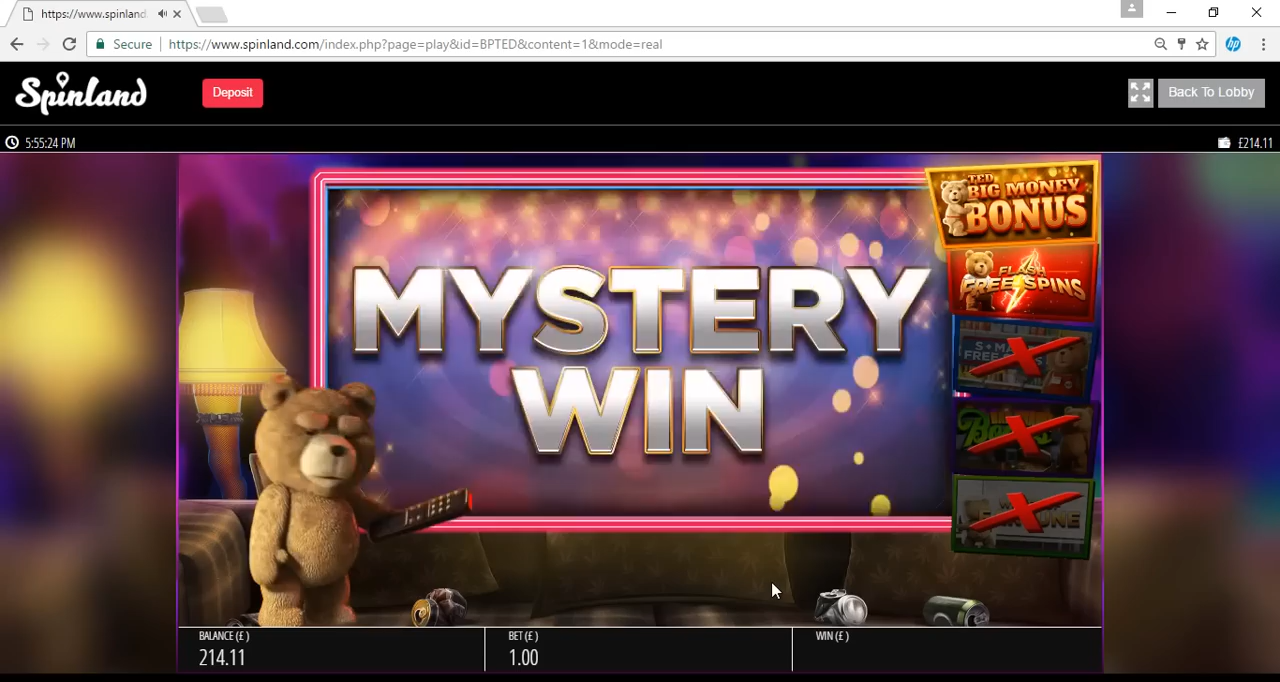 https://www.spinland
Secure
https://www.spinland.com/index.php?page=play&id=BPTED&content=1&mode=real
hp
Spinland
Deposit
Back To Lobby
5:55:24 PM
£214.11
TED
BIG MONEY
BONUS
FLASH
FREE SPINS
MYSTERY
WIN
BALANCE (£ )
BET (£ )
WIN (£ )
214.11
1.00